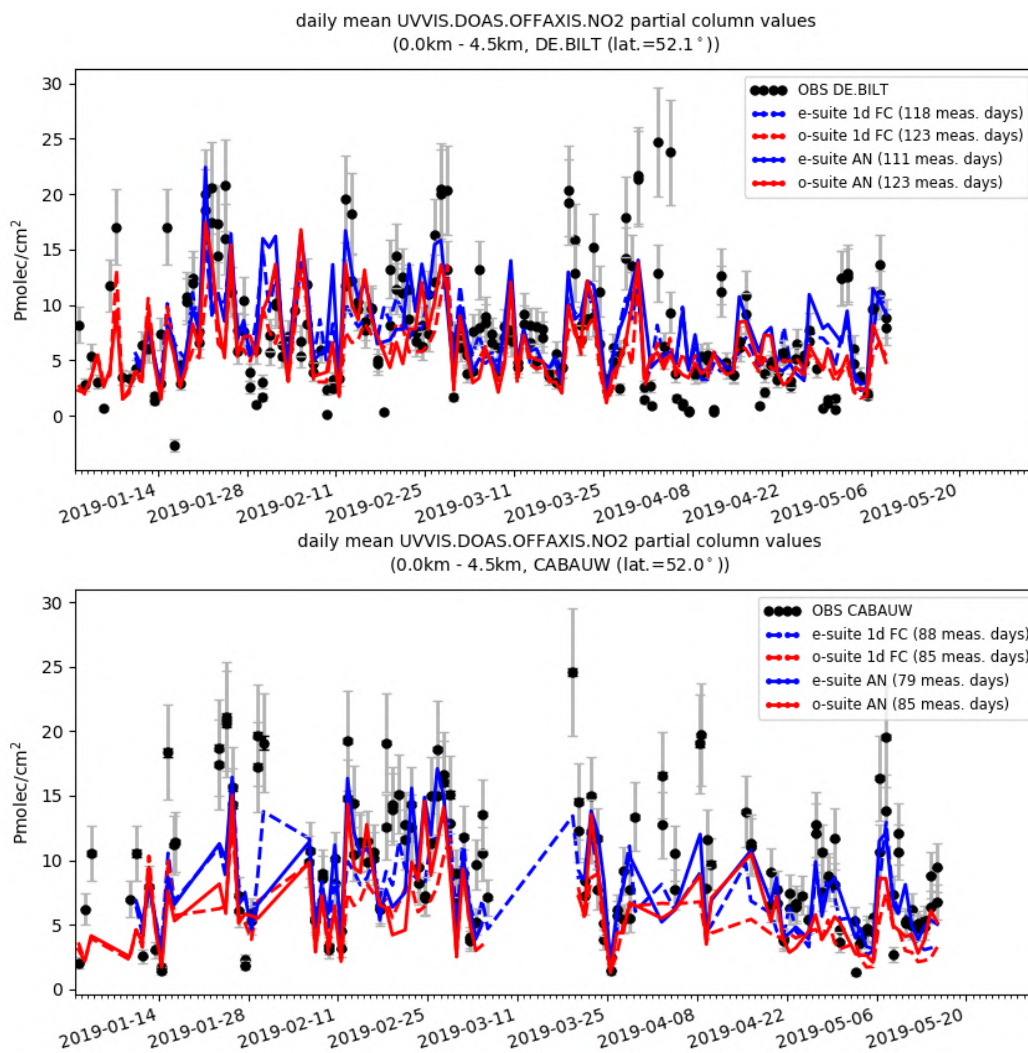 daily mean UVVIS.DOAS.OFFAXIS.NO2 partial column values
(0.0km - 4.5km, DE.BILT (lat.=52.1°))
30
25
20
15
10
5
0
Pmolec/cm²
OBS DE.BILT
e-suite 1d FC (118 meas. days)
o-suite 1d FC (123 meas. days)
e-suite AN (111 meas. days)
o-suite AN (123 meas. days)
2019-01-14
2019-01-28
2019-02-11
2019-02-25
2019-03-11
2019-03-25
2019-04-08
2019-04-22
2019-05-06
2019-05-20
daily mean UVVIS.DOAS.OFFAXIS.NO2 partial column values
(0.0km - 4.5km, CABAUW (lat.=52.0°))
30
25
20
15
10
5
0
Pmolec/cm²
OBS CABAUW
e-suite 1d FC (88 meas. days)
o-suite 1d FC (85 meas. days)
e-suite AN (79 meas. days)
o-suite AN (85 meas. days)
2019-01-14
2019-01-28
2019-02-11
2019-02-25
2019-03-11
2019-03-25
2019-04-08
2019-04-22
2019-05-06
2019-05-20